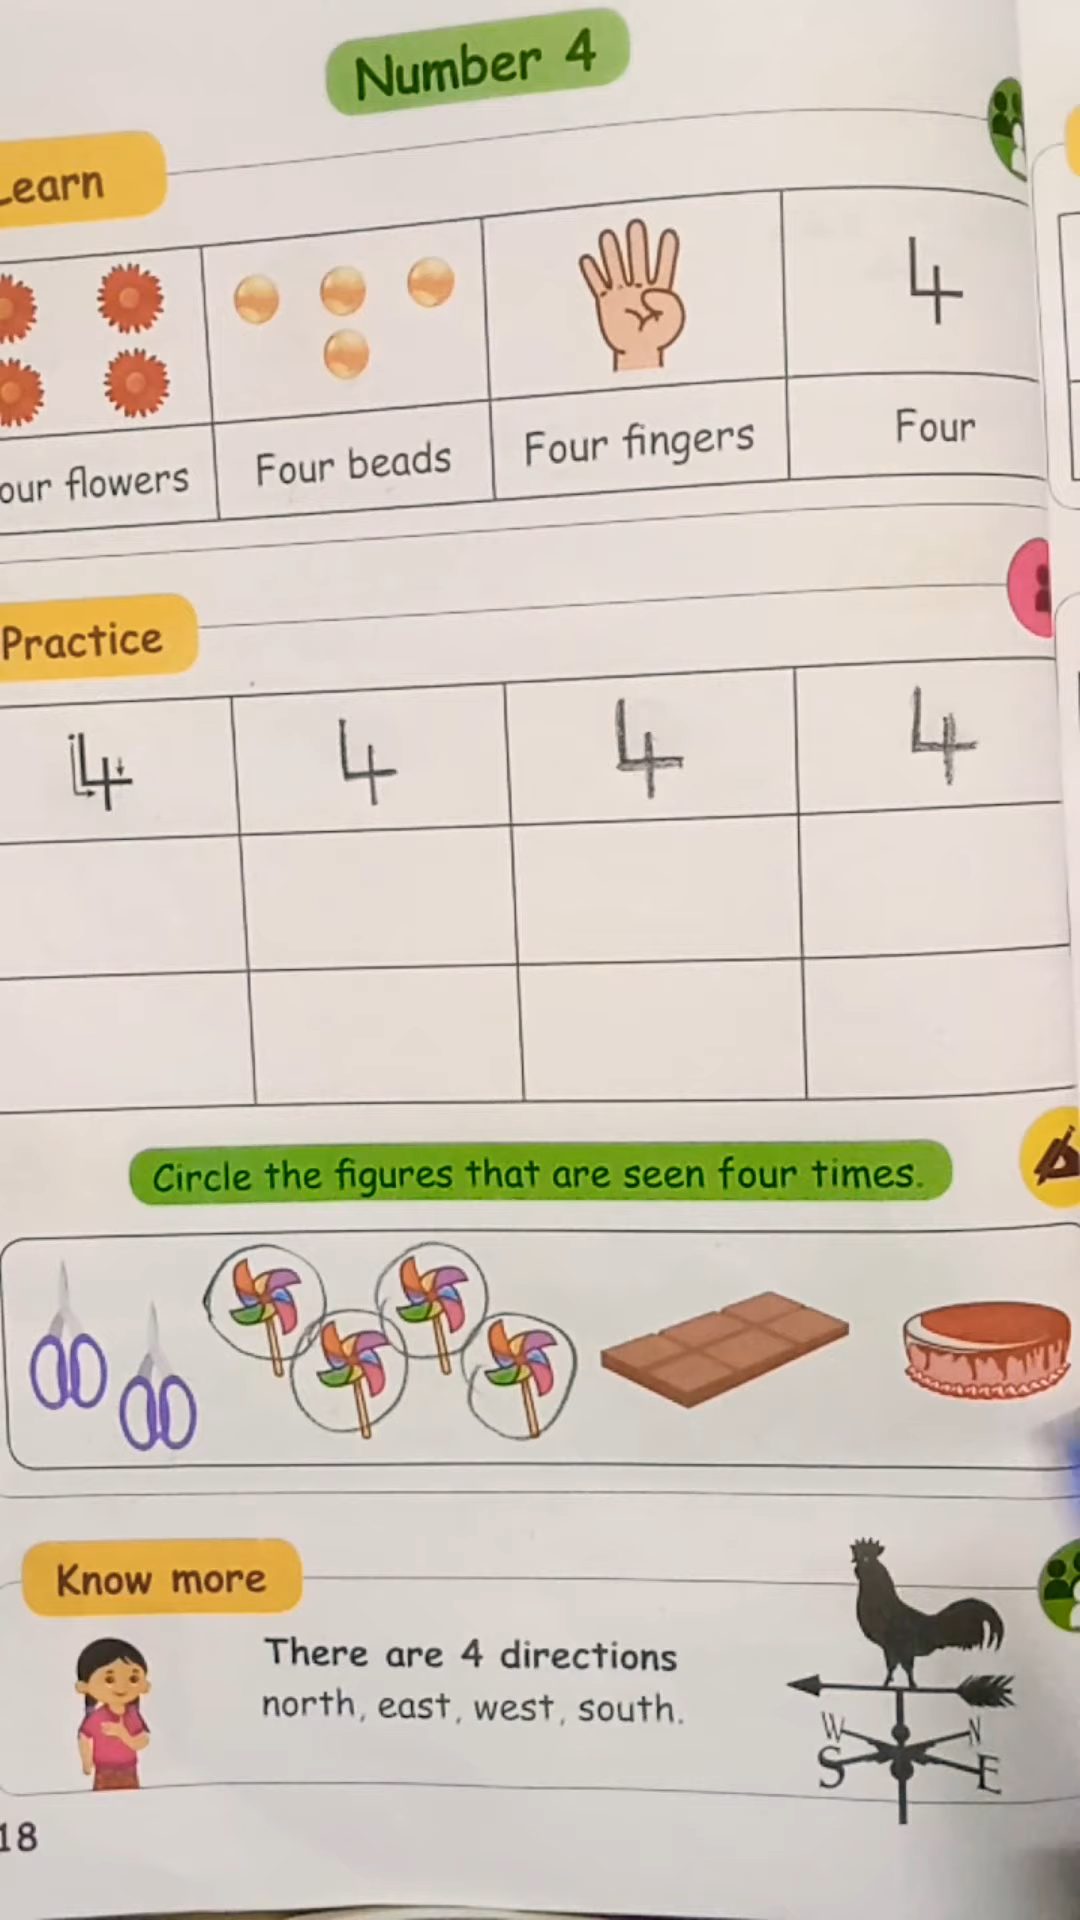 Number 4
Learn
4
our flowers
Four beads
Four fingers
Four
Practice
4 4 4 4
Circle the figures that are seen four times.
Know more
There are 4 directions
north, east, west, south.
W N
S E
18